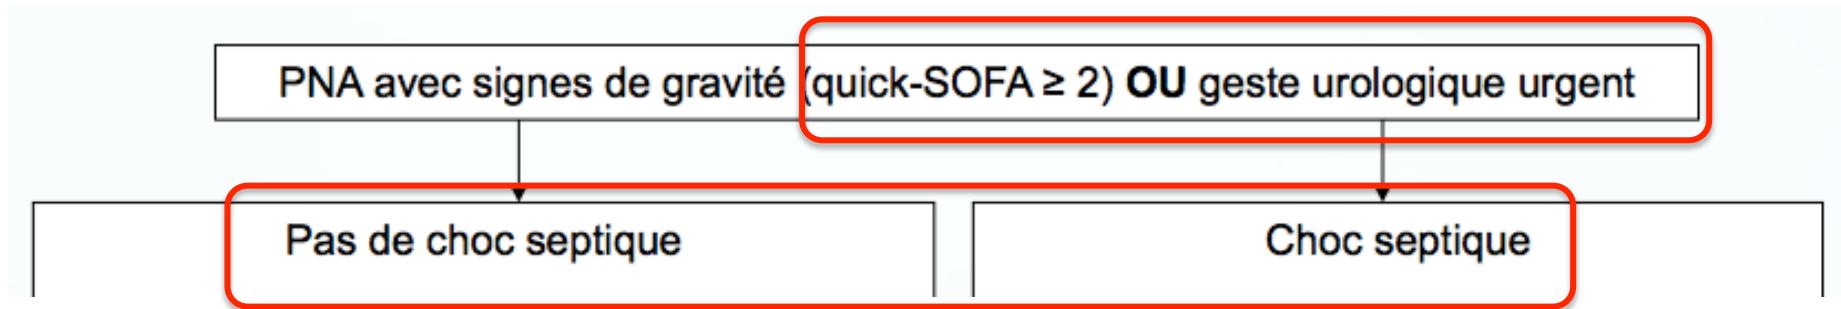 PNA avec signes de gravité (quick-SOFA ≥ 2) OU geste urologique urgent
Pas de choc septique
Choc septique